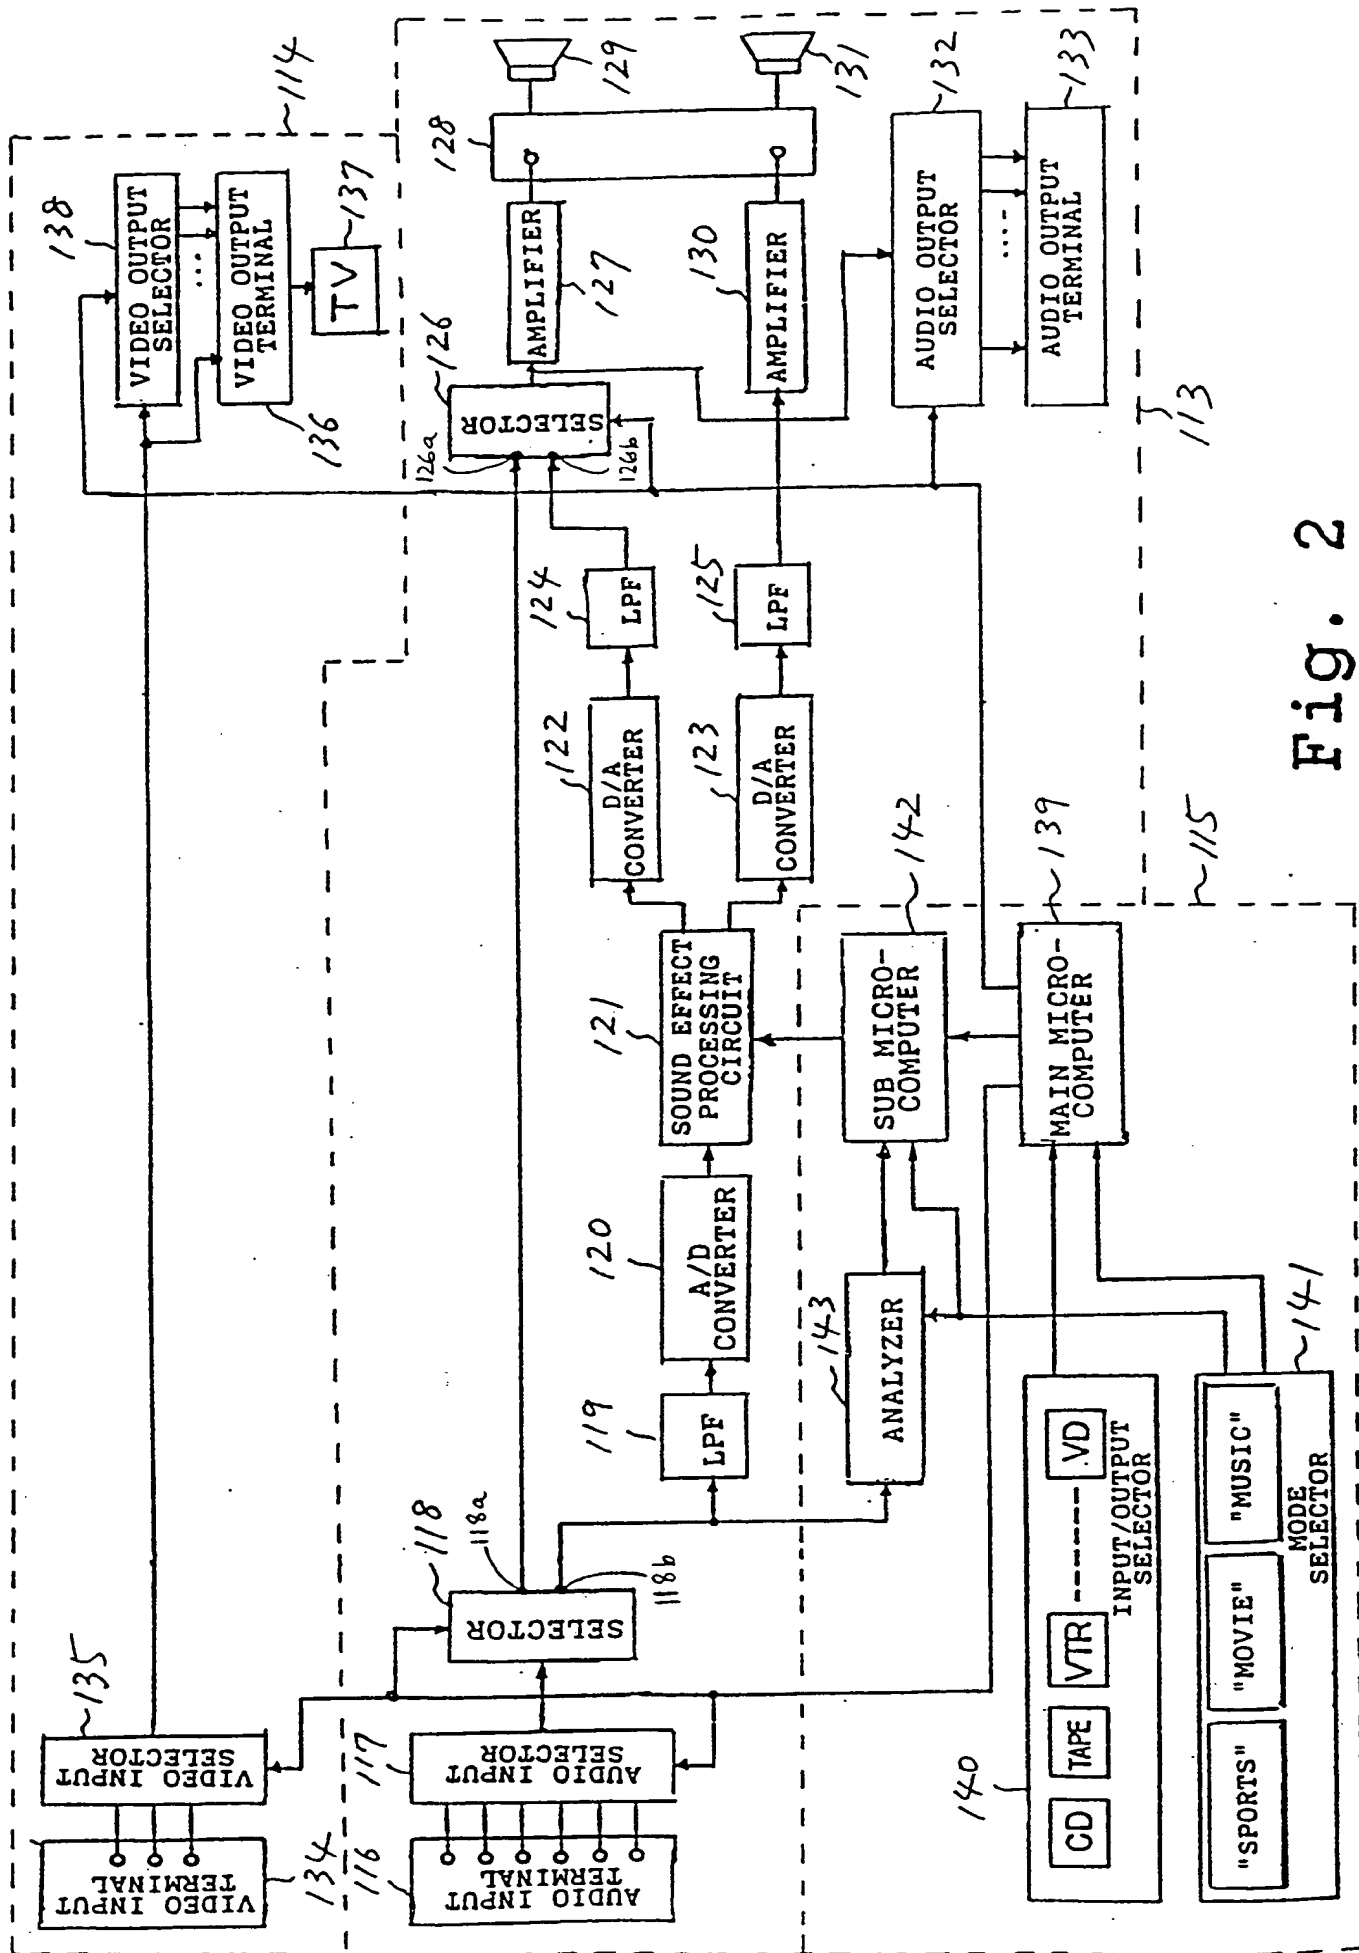 114
138
VIDEO OUTPUT
SELECTOR
....
VIDEO OUTPUT
TERMINAL
136
TV
137
135
VIDEO INPUT
SELECTOR
VIDEO INPUT
TERMINAL
134
116
AUDIO INPUT
TERMINAL
117
AUDIO INPUT
SELECTOR
118
SELECTOR
118a
118b
119
LPF
120
A/D
CONVERTER
121
SOUND EFFECT
PROCESSING
CIRCUIT
122
D/A
CONVERTER
123
D/A
CONVERTER
124
LPF
125
LPF
126
SELECTOR
126a
126b
AMPLIFIER
127
128
129
130
AMPLIFIER
131
132
AUDIO OUTPUT
SELECTOR
....
133
AUDIO OUTPUT
TERMINAL
113
142
SUB MICRO-
COMPUTER
139
MAIN MICRO-
COMPUTER
115
143
ANALYZER
140
CD
TAPE
VTR
VD
INPUT/OUTPUT
SELECTOR
141
"SPORTS"
"MOVIE"
"MUSIC"
MODE
SELECTOR
Fig. 2